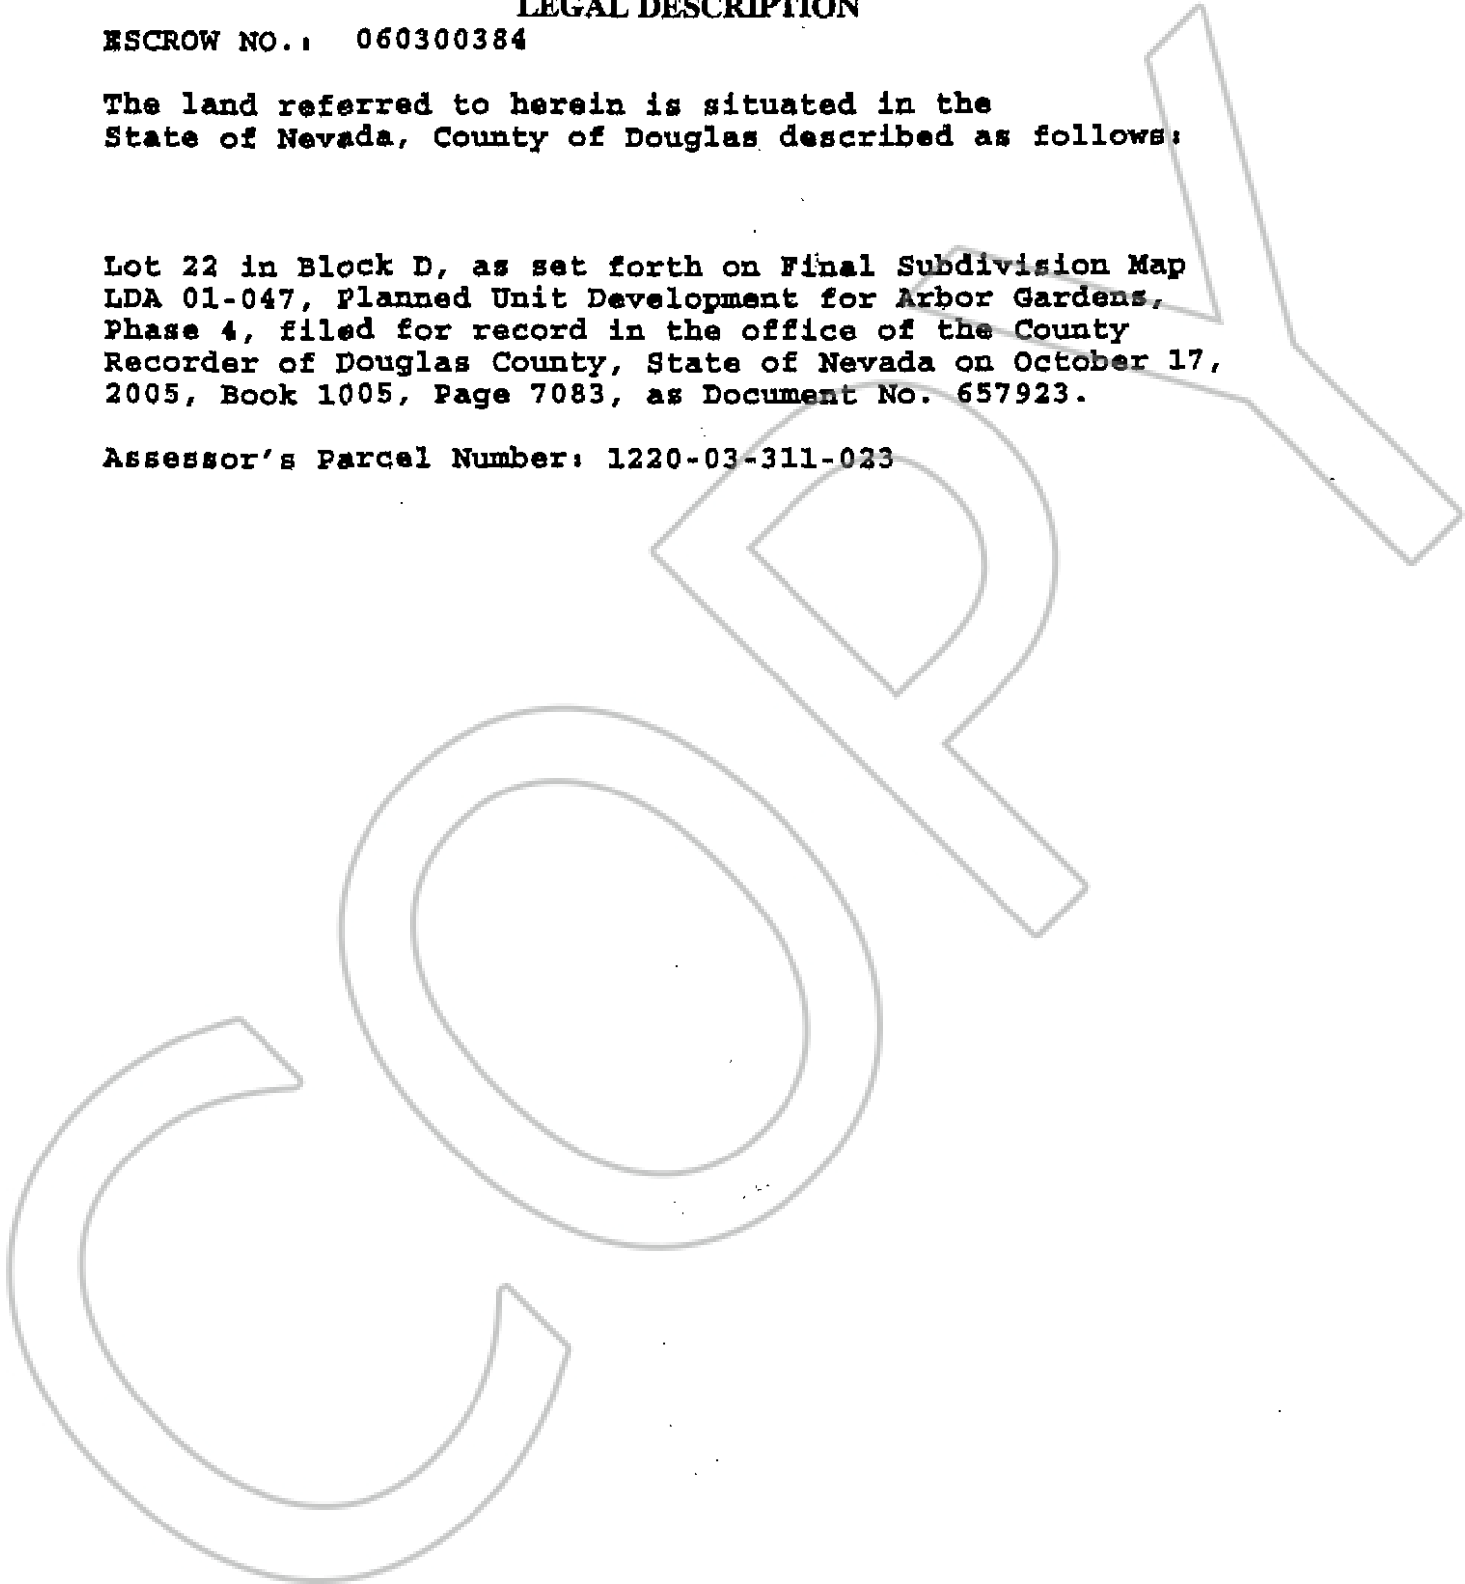 LEGAL DESCRIPTION
ESCROW NO.: 060300384
The land referred to herein is situated in the
State of Nevada, County of Douglas described as follows:
Lot 22 in Block D, as set forth on Final Subdivision Map
LDA 01-047, Planned Unit Development for Arbor Gardens,
Phase 4, filed for record in the office of the County
Recorder of Douglas County, State of Nevada on October 17,
2005, Book 1005, Page 7083, as Document No. 657923.
Assessor's Parcel Number: 1220-03-311-023
COPY